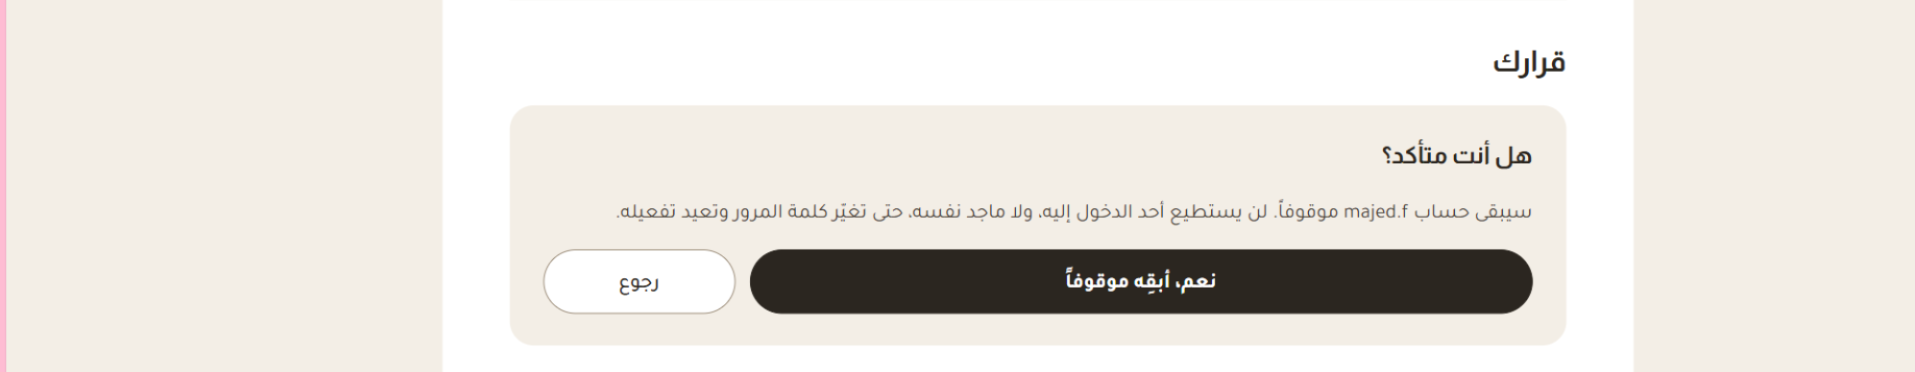 قرارك
هل أنت متأكد؟
سيبقى حساب majed.f موقوفاً. لن يستطيع أحد الدخول إليه، ولا ماجد نفسه، حتى تغيّر كلمة المرور وتعيد تفعيله.
نعم، أبقِه موقوفاً
رجوع